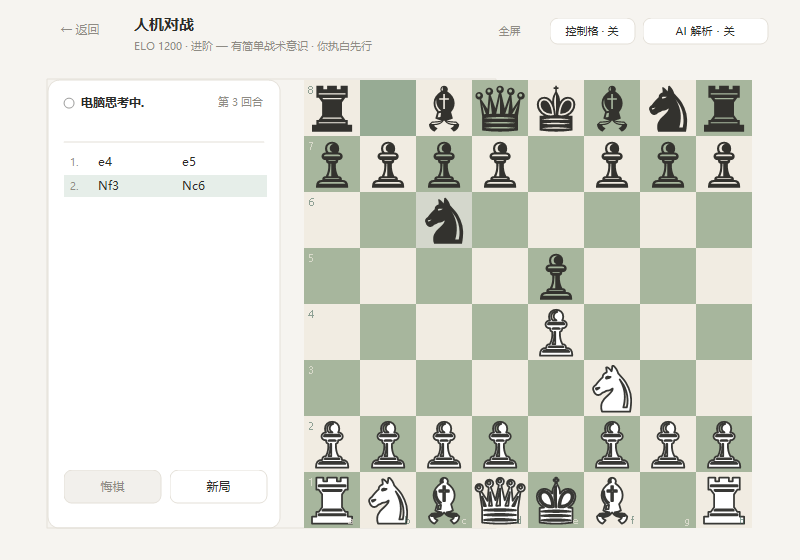 ← 返回
人机对战
ELO 1200 · 进阶 — 有简单战术意识 · 你执白先行
全屏
控制格 · 关
AI 解析 · 关
电脑思考中.
第 3 回合
1. e4 e5
2. Nf3 Nc6
悔棋
新局
8
7
6
5
4
3
2
1
b c d e f g